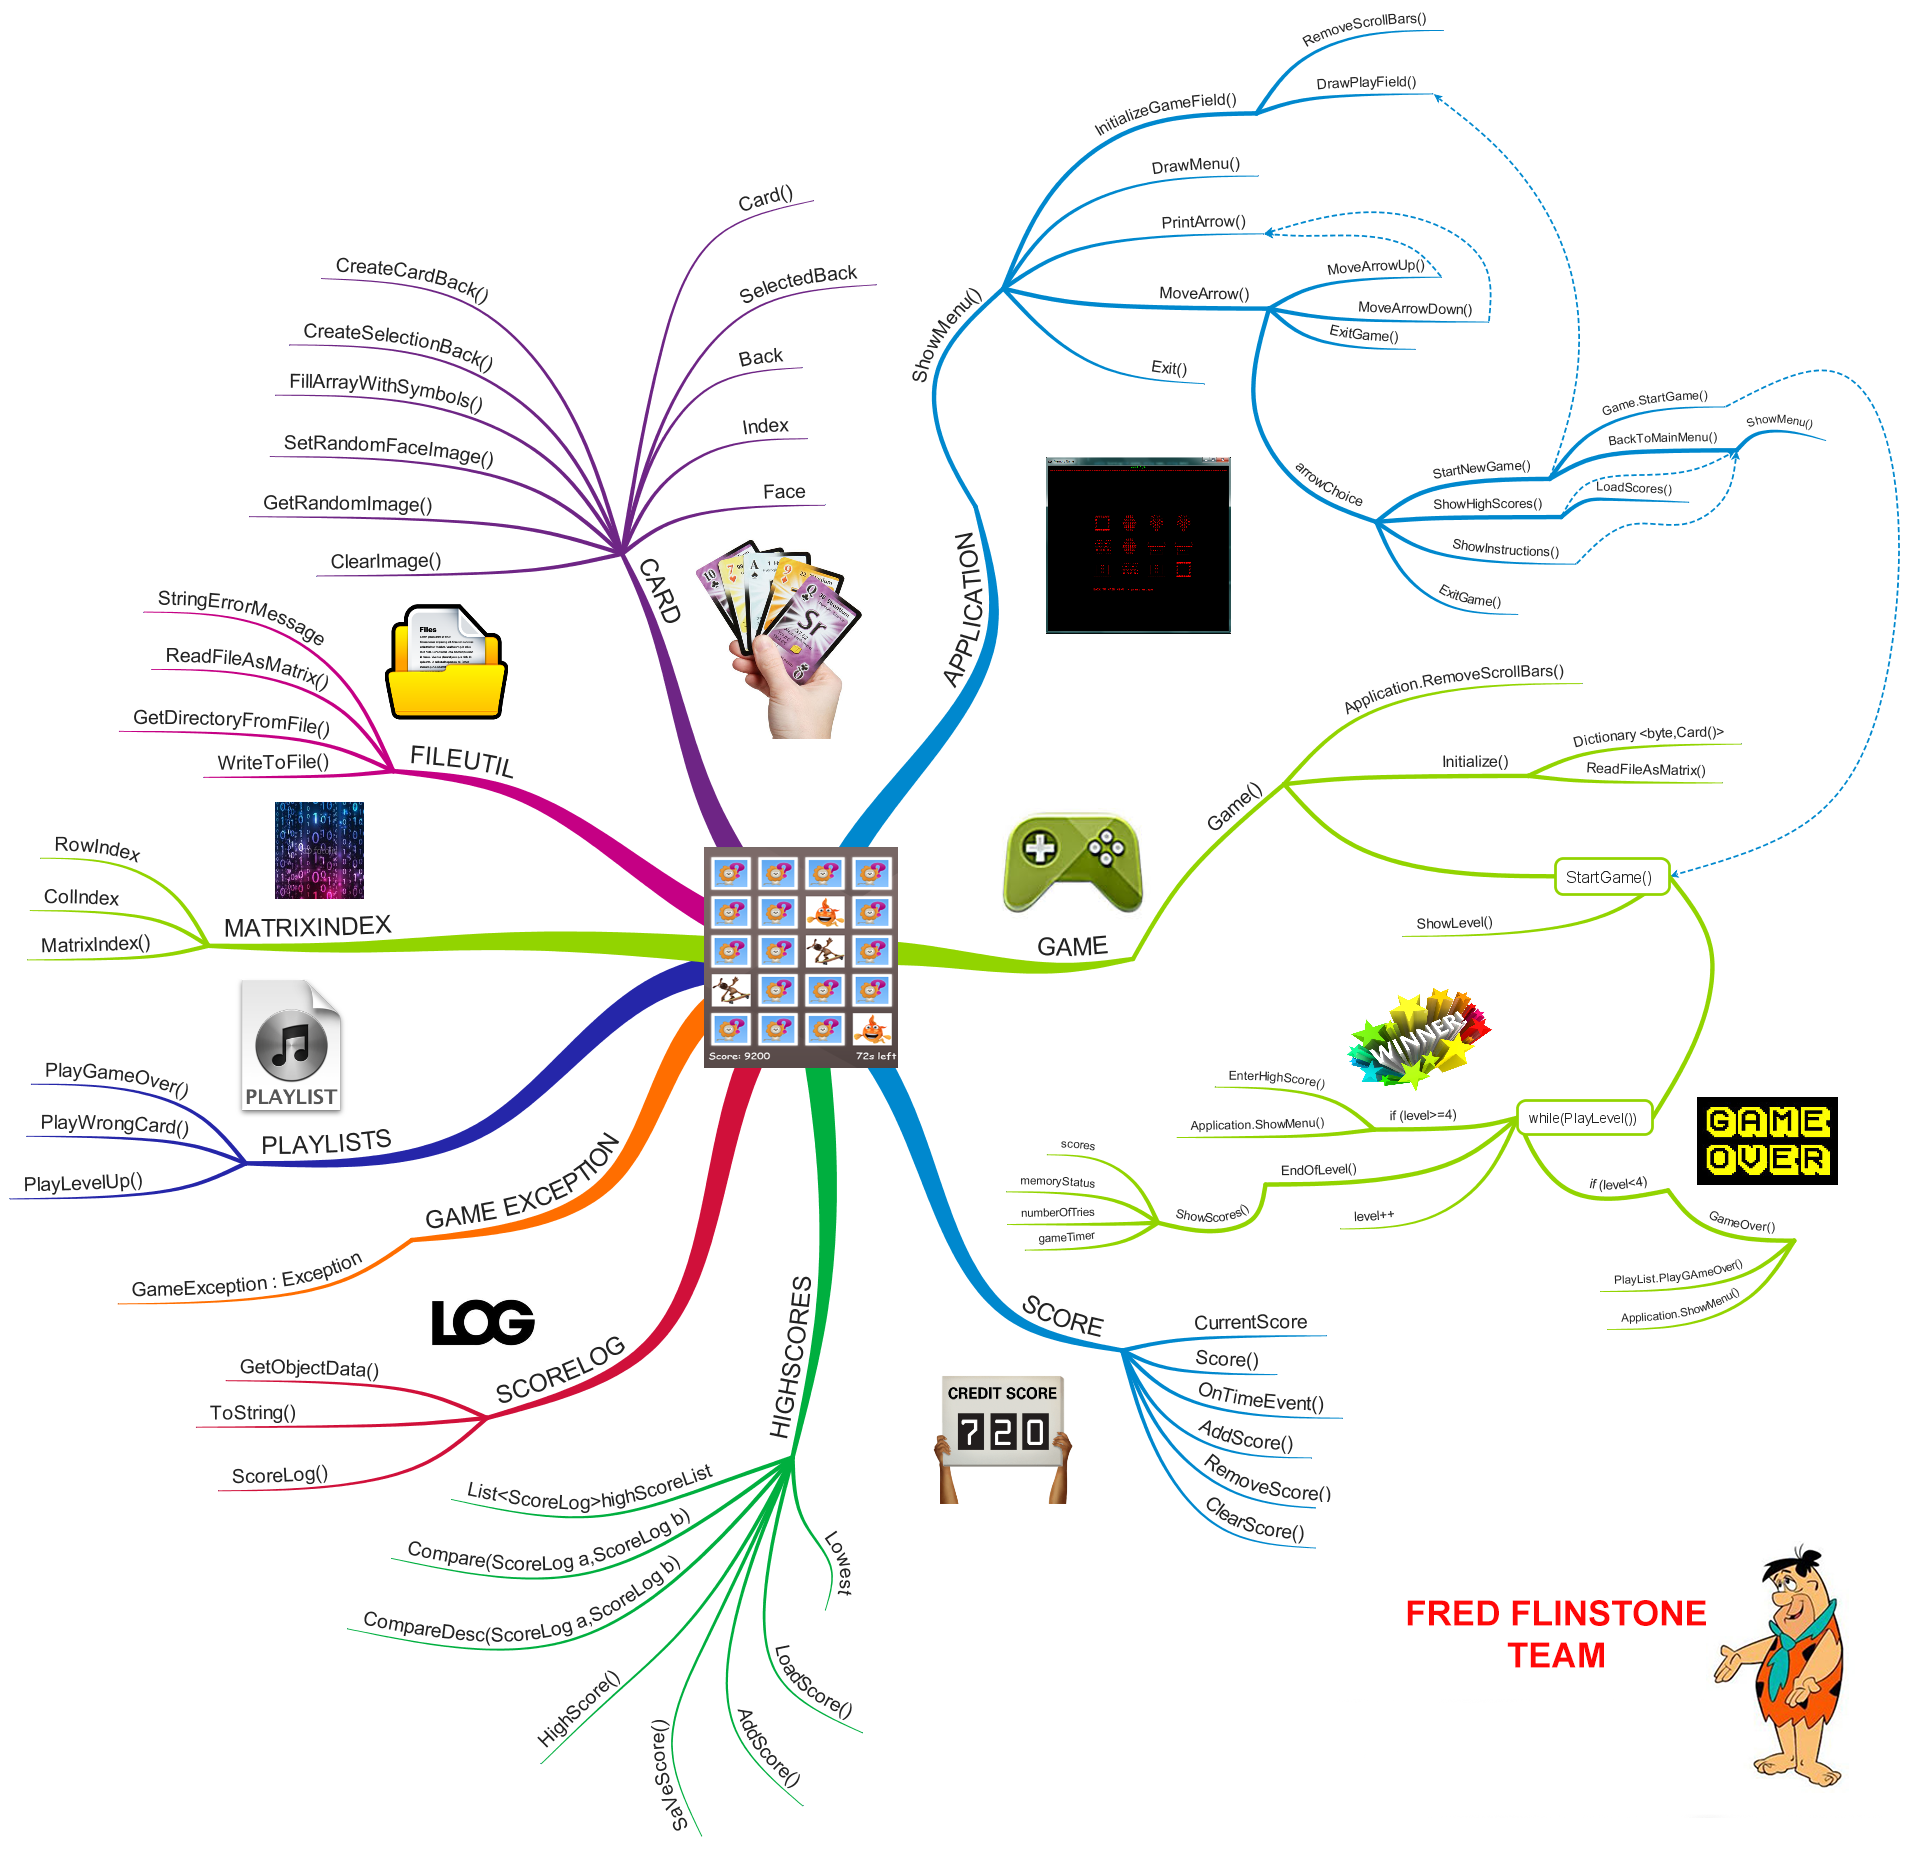 RemoveScrollBars()
DrawPlayField()
InitializeGameField()
DrawMenu()
PrintArrow()
MoveArrowUp()
MoveArrow()
MoveArrowDown()
ExitGame()
Exit()
ShowMenu()
arrowChoice
Game.StartGame()
BackToMainMenu()
ShowMenu()
StartNewGame()
LoadScores()
ShowHighScores()
ShowInstructions()
ExitGame()
APPLICATION
Card()
SelectedBack
Back
Index
Face
CreateCardBack()
CreateSelectionBack()
FillArrayWithSymbols()
SetRandomFaceImage()
GetRandomImage()
ClearImage()
CARD
10
7
A
9
Q
Sr
Q
StringErrorMessage
ReadFileAsMatrix()
GetDirectoryFromFile()
WriteToFile()
FILEUTIL
Files
RowIndex
ColIndex
MatrixIndex()
MATRIXINDEX
PLAYLIST
PlayGameOver()
PlayWrongCard()
PlayLevelUp()
PLAYLISTS
GAME EXCEPTION
GameException : Exception
LOG
GetObjectData()
ToString()
ScoreLog()
SCORELOG
HIGHSCORES
List<ScoreLog>highScoreList
Compare(ScoreLog a,ScoreLog b)
CompareDesc(ScoreLog a,ScoreLog b)
HighScore()
SaVeScore()
AddScore()
LoadScore()
Lowest
Score: 9200
72s left
SCORE
CurrentScore
Score()
OnTimeEvent()
AddScore()
RemoveScore()
ClearScore()
CREDIT SCORE
720
GAME
Game()
Application.RemoveScrollBars()
Initialize()
Dictionary <byte,Card()>
ReadFileAsMatrix()
StartGame()
ShowLevel()
WINNER!
while(PlayLevel())
if (level>=4)
EnterHighScore()
Application.ShowMenu()
EndOfLevel()
ShowScores()
scores
memoryStatus
numberOfTries
gameTimer
level++
if (level<4)
GameOver()
PlayList.PlayGAmeOver()
Application.ShowMenu()
GAME
OVER
FRED FLINSTONE
TEAM